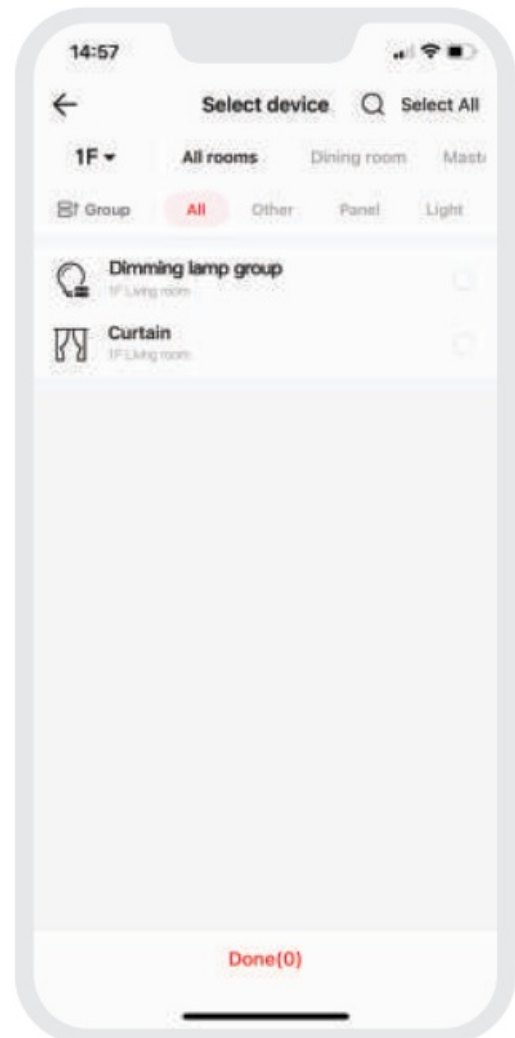 14:57
Select device Select All
1F All rooms Dining room Maste
Group All Other Panel Light
Dimming lamp group
1F Living room
Curtain
1F Living room
Done(0)